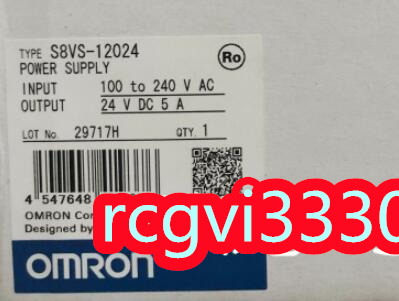 TYPE S8VS-12024
POWER SUPPLY
Ro
INPUT 100 to 240 V AC
OUTPUT 24 V DC 5 A
LOT No. 29717H QTY. 1
4 547648
OMRON
Designed by
rcgvi3330
OMRON